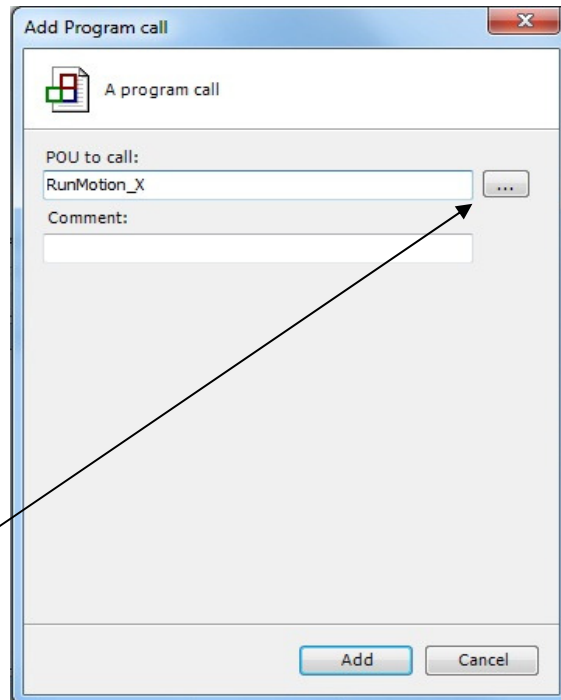 Add Program call
A program call
POU to call:
RunMotion_X
...
Comment:
Add
Cancel